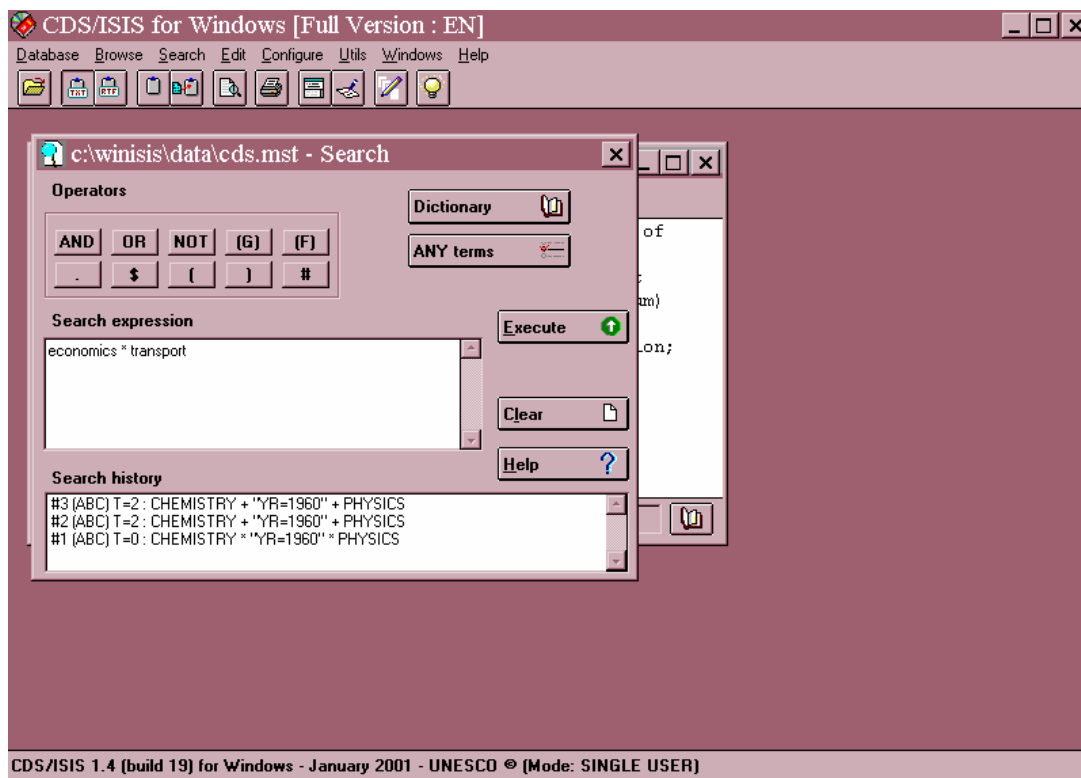 CDS/ISIS for Windows [Full Version : EN]
Database Browse Search Edit Configure Utils Windows Help
TXT RTF
c:\winisis\data\cds.mst - Search
Operators
AND OR NOT (G) (F)
. $ ( ) #
Dictionary
ANY terms
Search expression
economics * transport
Execute
Clear
Help
Search history
#3 (ABC) T=2 : CHEMISTRY + "YR=1960" + PHYSICS
#2 (ABC) T=2 : CHEMISTRY + "YR=1960" + PHYSICS
#1 (ABC) T=0 : CHEMISTRY * "YR=1960" * PHYSICS
of
um)
on;
CDS/ISIS 1.4 (build 19) for Windows - January 2001 - UNESCO © (Mode: SINGLE USER)